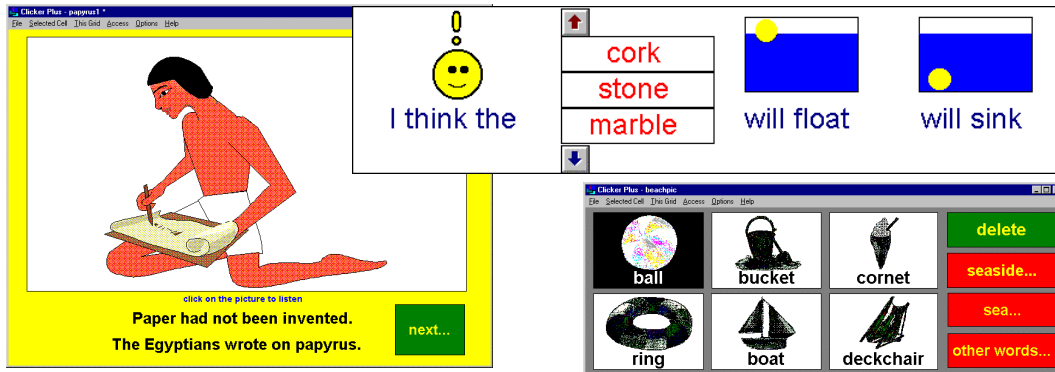 Clicker Plus - papyrus1 *
File Selected Cell This Grid Access Options Help
click on the picture to listen
Paper had not been invented.
The Egyptians wrote on papyrus.
next...
I think the
cork
stone
marble
will float
will sink
Clicker Plus - beachpic
File Selected Cell This Grid Access Options Help
ball
bucket
cornet
delete
seaside...
ring
boat
deckchair
sea...
other words...